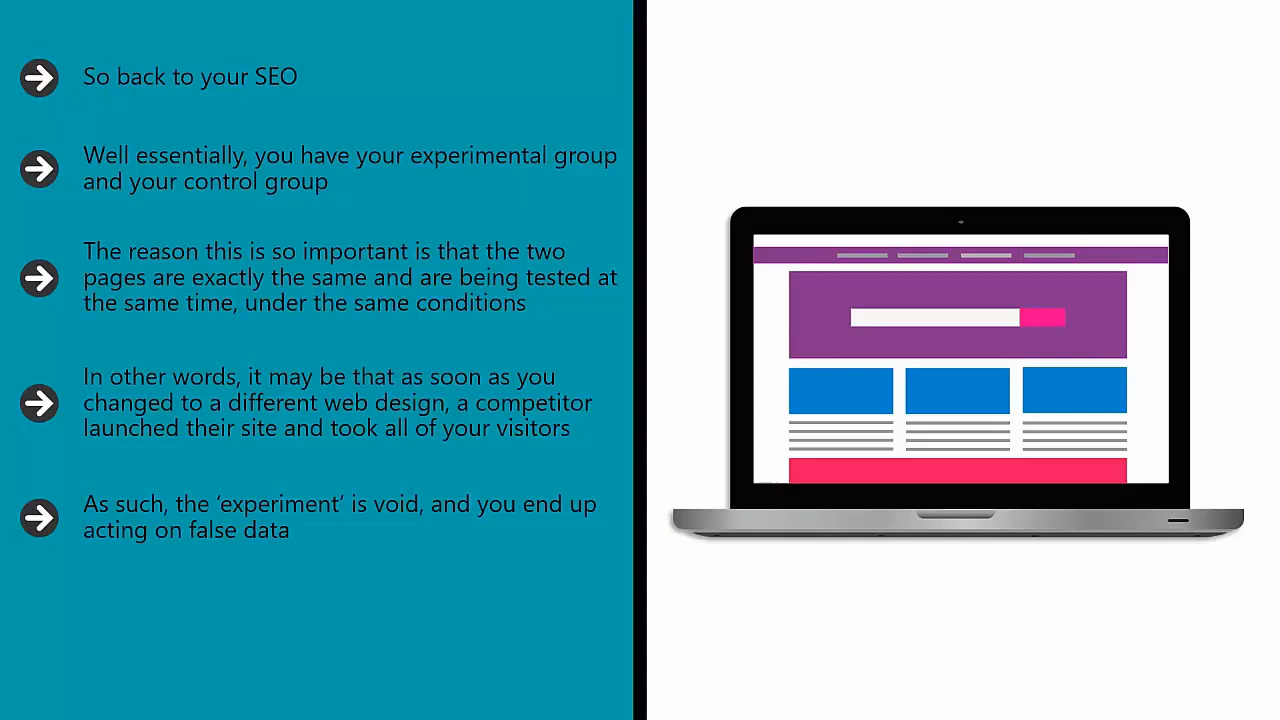 So back to your SEO
Well essentially, you have your experimental group
and your control group
The reason this is so important is that the two
pages are exactly the same and are being tested at
the same time, under the same conditions
In other words, it may be that as soon as you
changed to a different web design, a competitor
launched their site and took all of your visitors
As such, the ‘experiment’ is void, and you end up
acting on false data